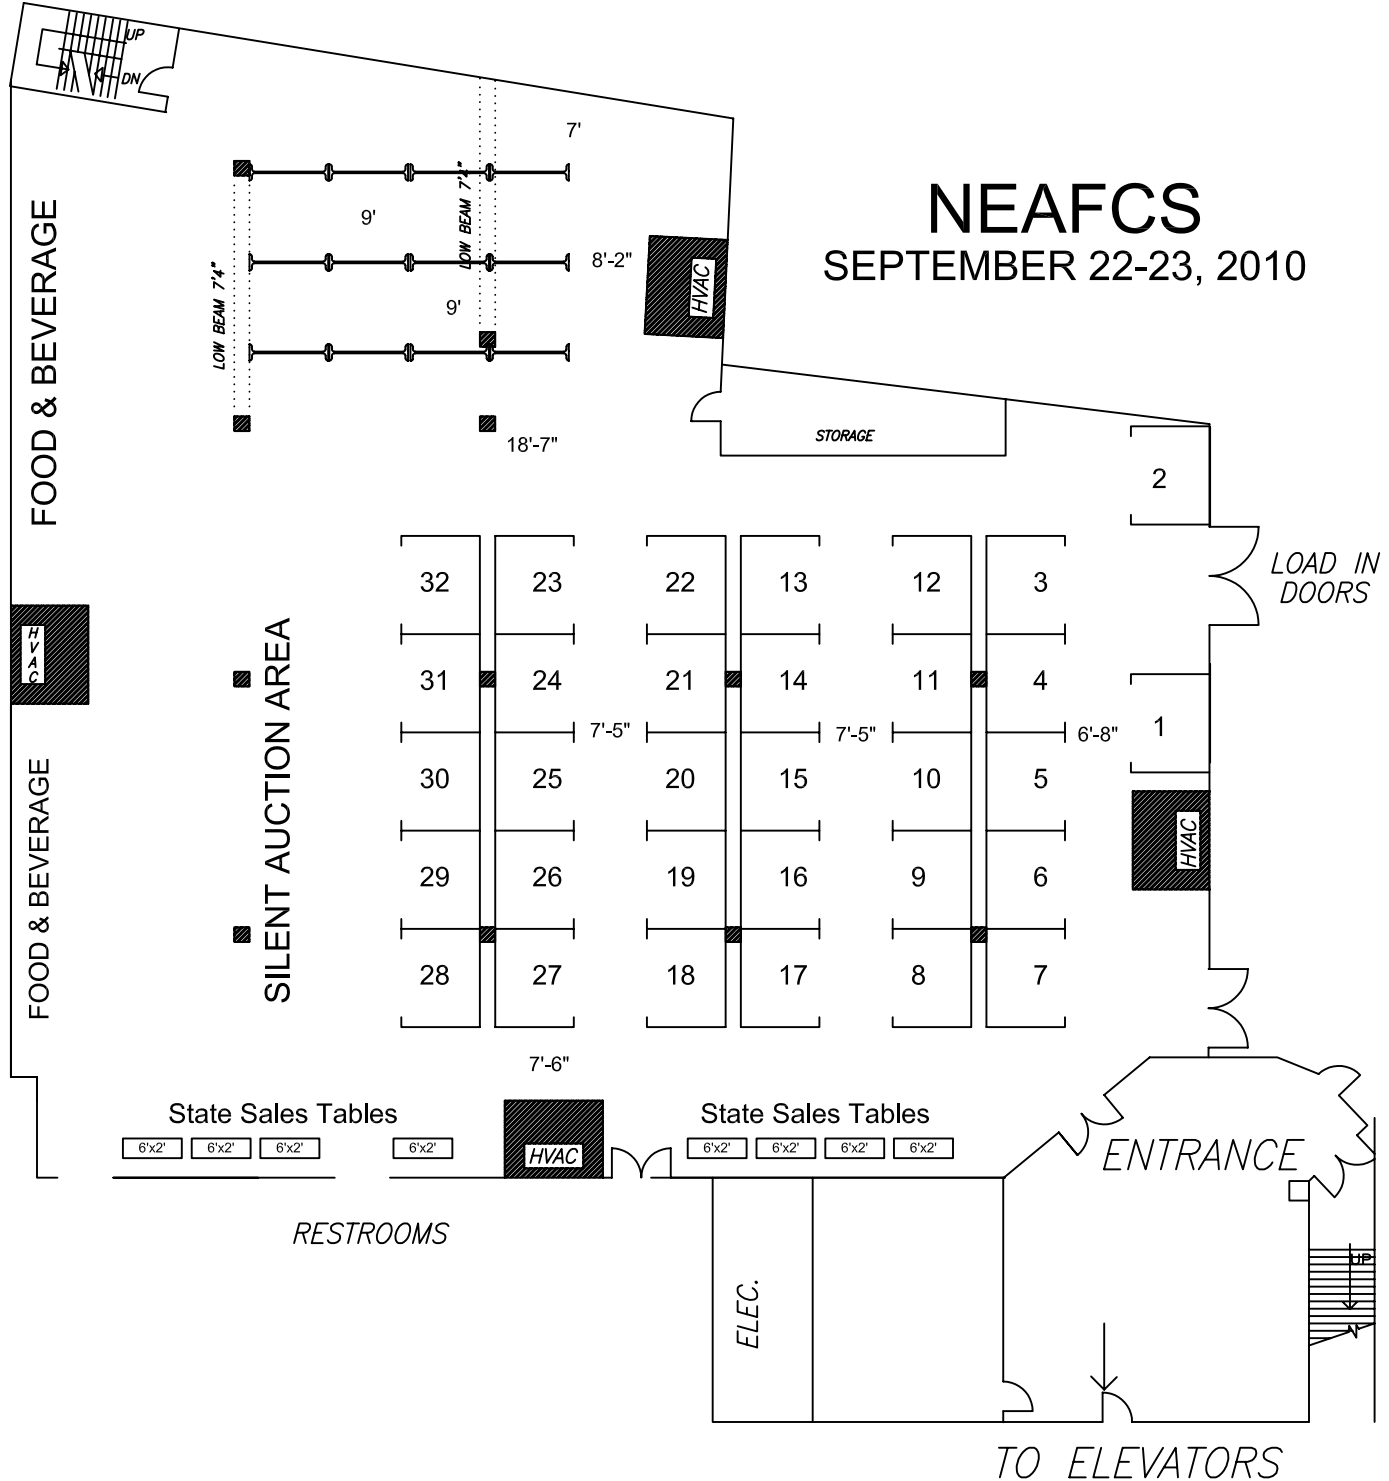 UP
DN
7'
LOW BEAM 7'4"
9'
NEAFCS
SEPTEMBER 22-23, 2010
FOOD & BEVERAGE
8'-2"
HVAC
LOW BEAM 7'4"
9'
18'-7"
STORAGE
2
LOAD IN
DOORS
32 23 22 13 12 3
HVAC
SILENT AUCTION AREA
31 24 21 14 11 4
7'-5" 7'-5" 6'-8"
1
30 25 20 15 10 5
FOOD & BEVERAGE
HVAC
29 26 19 16 9 6
28 27 18 17 8 7
7'-6"
State Sales Tables
State Sales Tables
6'x2' 6'x2' 6'x2' 6'x2'
HVAC
6'x2' 6'x2' 6'x2' 6'x2'
ENTRANCE
RESTROOMS
UP
ELEC.
TO ELEVATORS